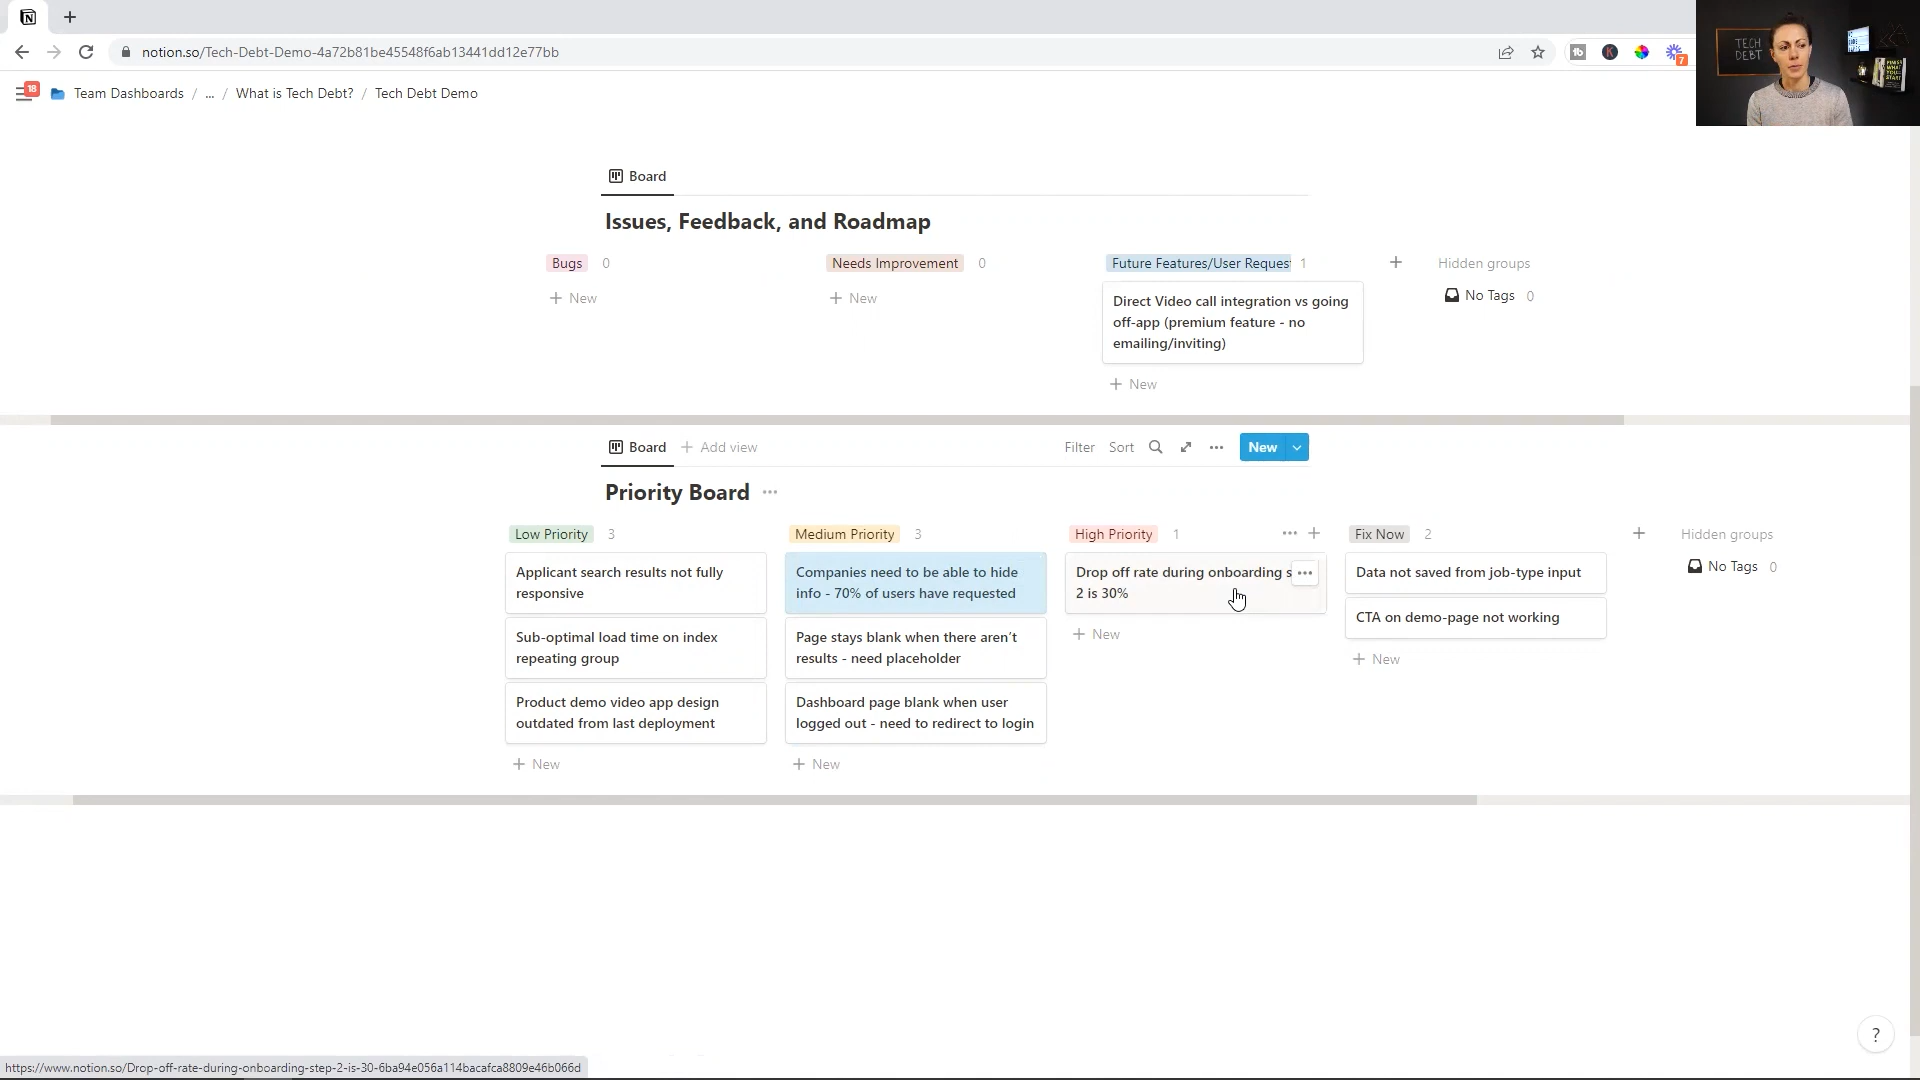 notion.so/Tech-Debt-Demo-4a72b81be45548f6ab13441dd12e77bb
7
TECH
DEBT
18
Team Dashboards / ... / What is Tech Debt? / Tech Debt Demo
Board
Issues, Feedback, and Roadmap
Bugs 0
+ New
Needs Improvement 0
+ New
Future Features/User Reques 1
Direct Video call integration vs going
off-app (premium feature - no
emailing/inviting)
+ New
Hidden groups
No Tags 0
Board + Add view
Filter Sort New
Priority Board
Low Priority 3
Applicant search results not fully
responsive
Sub-optimal load time on index
repeating group
Product demo video app design
outdated from last deployment
+ New
Medium Priority 3
Companies need to be able to hide
info - 70% of users have requested
Page stays blank when there aren't
results - need placeholder
Dashboard page blank when user
logged out - need to redirect to login
+ New
High Priority 1
Drop off rate during onboarding s
2 is 30%
+ New
Fix Now 2
Data not saved from job-type input
CTA on demo-page not working
+ New
Hidden groups
No Tags 0
?
https://www.notion.so/Drop-off-rate-during-onboarding-step-2-is-30-6ba94e056a114bacafca8809e46b066d